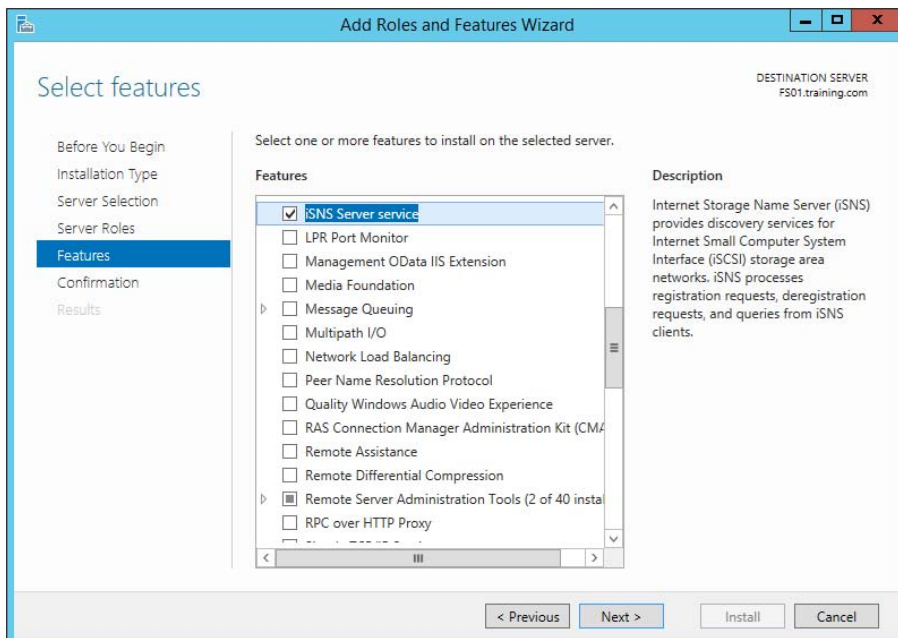 Add Roles and Features Wizard
Select features
DESTINATION SERVER
FS01.training.com
Before You Begin
Installation Type
Server Selection
Server Roles
Features
Confirmation
Results
Select one or more features to install on the selected server.
Features
iSNS Server service
LPR Port Monitor
Management OData IIS Extension
Media Foundation
Message Queuing
Multipath I/O
Network Load Balancing
Peer Name Resolution Protocol
Quality Windows Audio Video Experience
RAS Connection Manager Administration Kit (CMA
Remote Assistance
Remote Differential Compression
Remote Server Administration Tools (2 of 40 instal
RPC over HTTP Proxy
Description
Internet Storage Name Server (iSNS)
provides discovery services for
Internet Small Computer System
Interface (iSCSI) storage area
networks. iSNS processes
registration requests, deregistration
requests, and queries from iSNS
clients.
< Previous
Next >
Install
Cancel